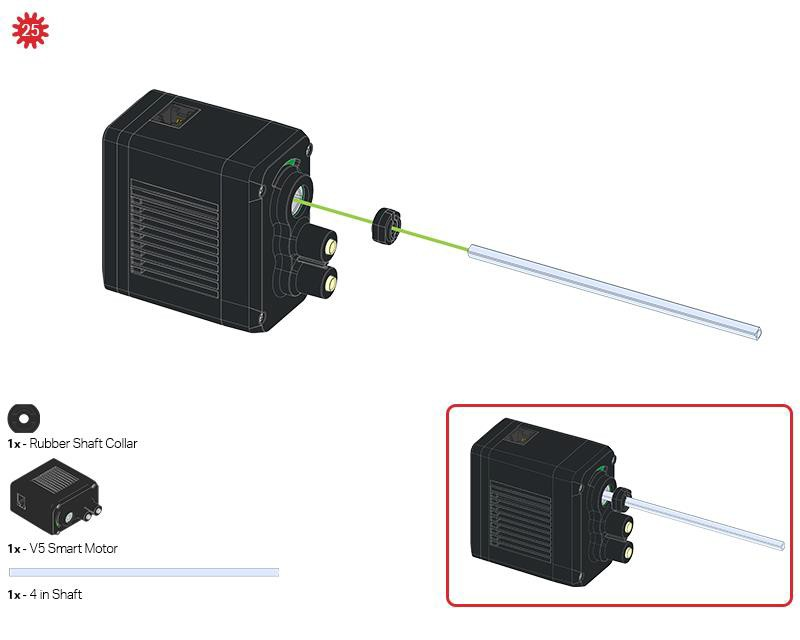 25
1x - Rubber Shaft Collar
1x - V5 Smart Motor
1x - 4 in Shaft